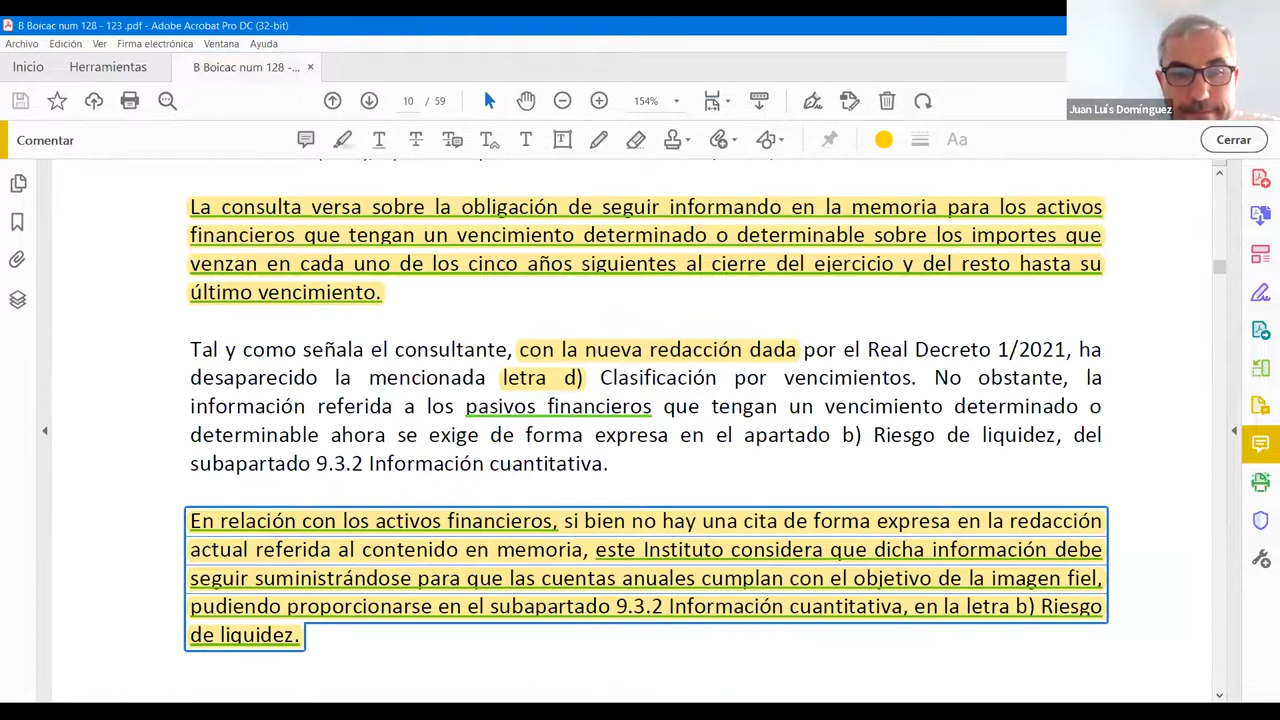 B Boicac num 128 - 123 .pdf - Adobe Acrobat Pro DC (32-bit)
Archivo Edición Ver Firma electrónica Ventana Ayuda
Inicio Herramientas B Boicac num 128 -... ×
10 / 59 154%
Juan Luís Domínguez
Comentar Aa Cerrar
La consulta versa sobre la obligación de seguir informando en la memoria para los activos
financieros que tengan un vencimiento determinado o determinable sobre los importes que
venzan en cada uno de los cinco años siguientes al cierre del ejercicio y del resto hasta su
último vencimiento.
Tal y como señala el consultante, con la nueva redacción dada por el Real Decreto 1/2021, ha
desaparecido la mencionada letra d) Clasificación por vencimientos. No obstante, la
información referida a los pasivos financieros que tengan un vencimiento determinado o
determinable ahora se exige de forma expresa en el apartado b) Riesgo de liquidez, del
subapartado 9.3.2 Información cuantitativa.
En relación con los activos financieros, si bien no hay una cita de forma expresa en la redacción
actual referida al contenido en memoria, este Instituto considera que dicha información debe
seguir suministrándose para que las cuentas anuales cumplan con el objetivo de la imagen fiel,
pudiendo proporcionarse en el subapartado 9.3.2 Información cuantitativa, en la letra b) Riesgo
de liquidez.